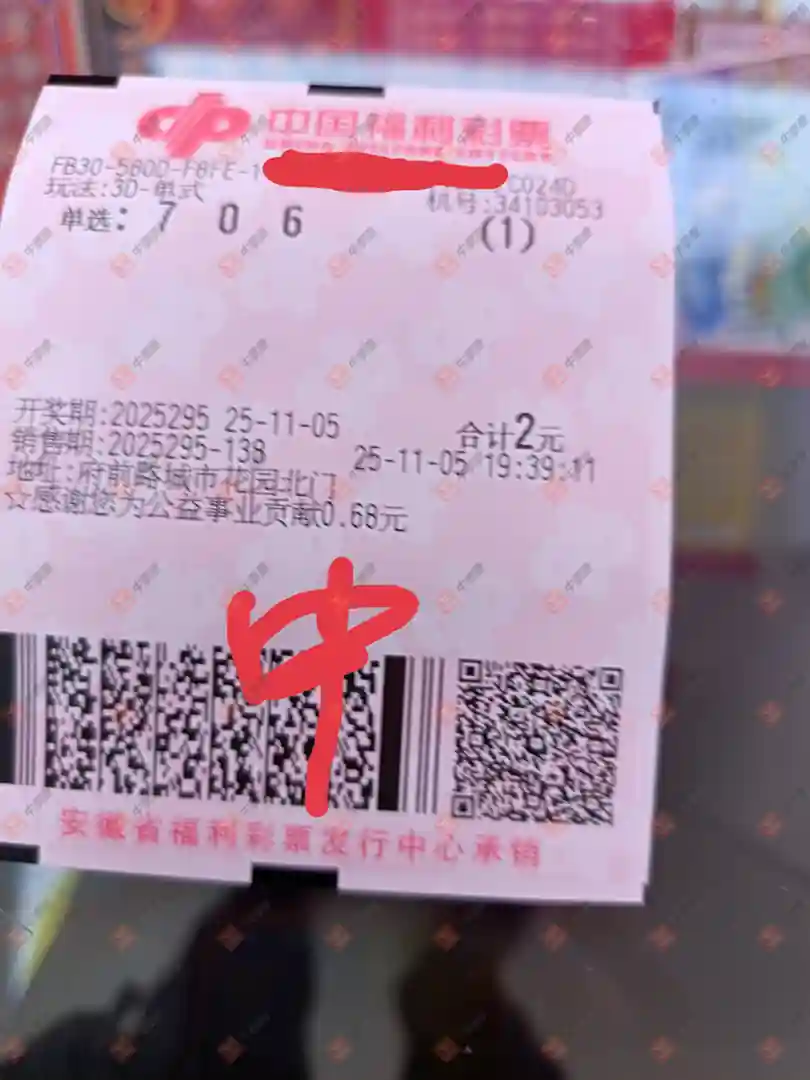 中国福利彩票
FB30-5B0D-FBFE-1 C024D
玩法:3D-单式 机号:34103053
单选: 7 0 6 (1)
开奖期:2025295 25-11-05 合计2元
销售期:2025295-138 25-11-05 19:39:11
地址:府前路城市花园北门
☆感谢您为公益事业贡献0.68元
中
安徽省福利彩票发行中心承销